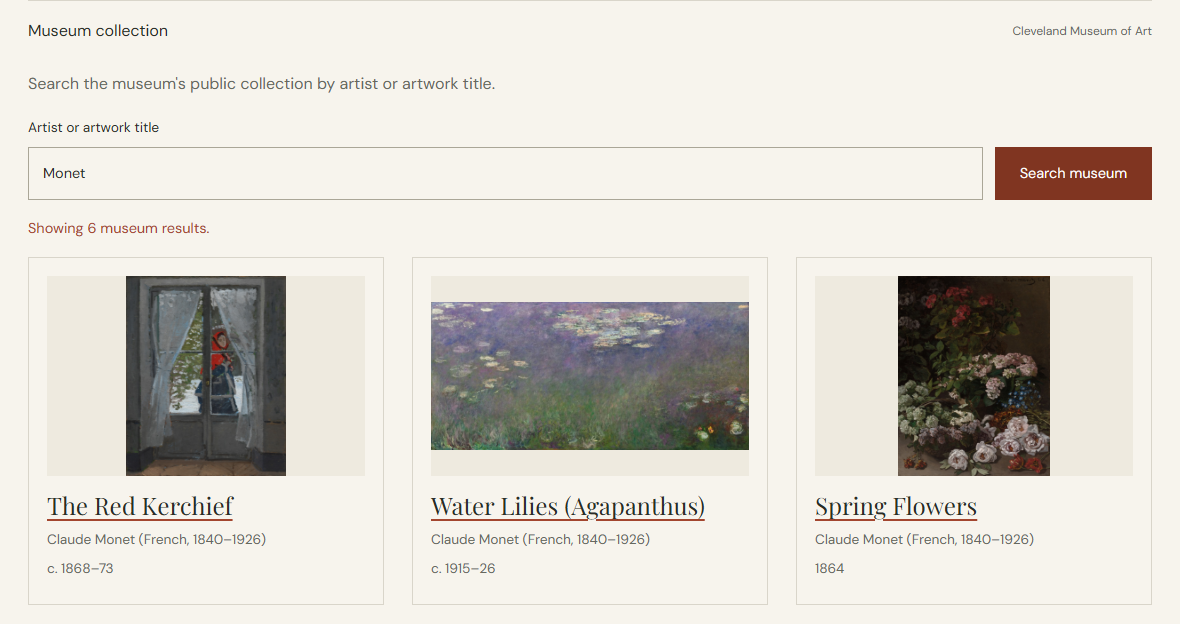 Museum collection
Cleveland Museum of Art
Search the museum's public collection by artist or artwork title.
Artist or artwork title
Monet
Search museum
Showing 6 museum results.
The Red Kerchief
Claude Monet (French, 1840–1926)
c. 1868–73
Water Lilies (Agapanthus)
Claude Monet (French, 1840–1926)
c. 1915–26
Spring Flowers
Claude Monet (French, 1840–1926)
1864